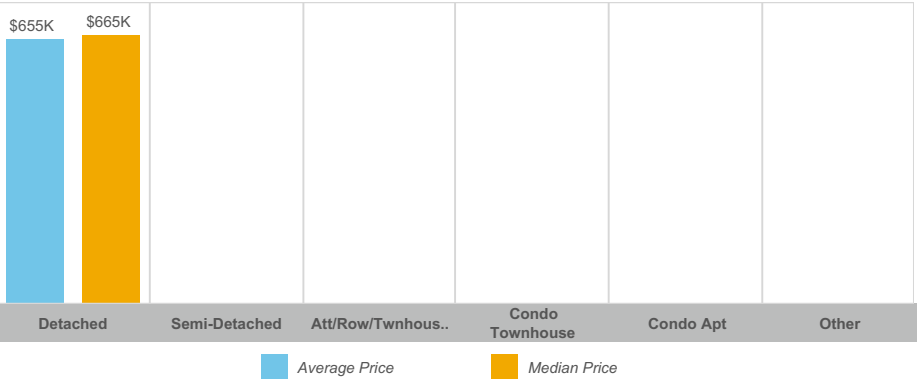 $655K
$665K
Detached
Semi-Detached
Att/Row/Twnhous..
Condo
Townhouse
Condo Apt
Other
Average Price
Median Price